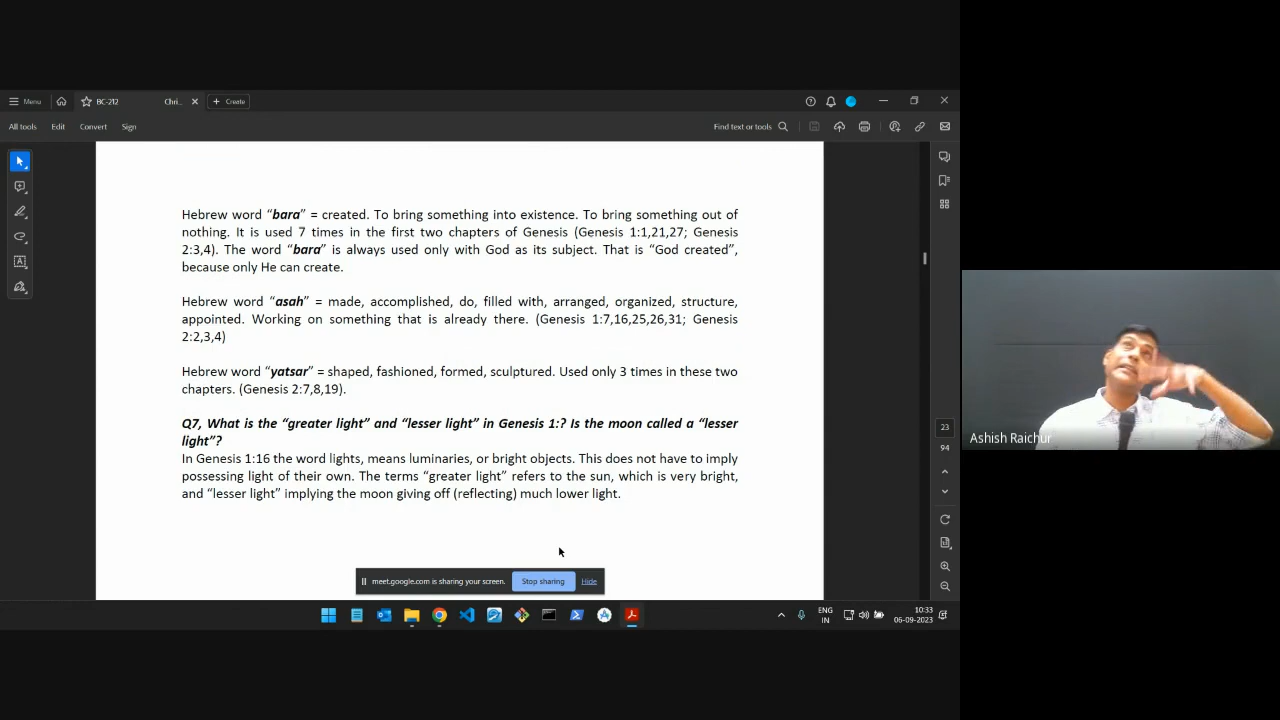 Menu
BC-212
Chri...
Create
All tools
Edit
Convert
Sign
Find text or tools
Hebrew word “bara” = created. To bring something into existence. To bring something out of
nothing. It is used 7 times in the first two chapters of Genesis (Genesis 1:1,21,27; Genesis
2:3,4). The word “bara” is always used only with God as its subject. That is “God created”,
because only He can create.
Hebrew word “asah” = made, accomplished, do, filled with, arranged, organized, structure,
appointed. Working on something that is already there. (Genesis 1:7,16,25,26,31; Genesis
2:2,3,4)
Hebrew word “yatsar” = shaped, fashioned, formed, sculptured. Used only 3 times in these two
chapters. (Genesis 2:7,8,19).
Q7, What is the “greater light” and “lesser light” in Genesis 1:? Is the moon called a “lesser
light”?
In Genesis 1:16 the word lights, means luminaries, or bright objects. This does not have to imply
possessing light of their own. The terms “greater light” refers to the sun, which is very bright,
and “lesser light” implying the moon giving off (reflecting) much lower light.
23
94
Ashish Raichur
meet.google.com is sharing your screen.
Stop sharing
Hide
ENG
IN
10:33
06-09-2023